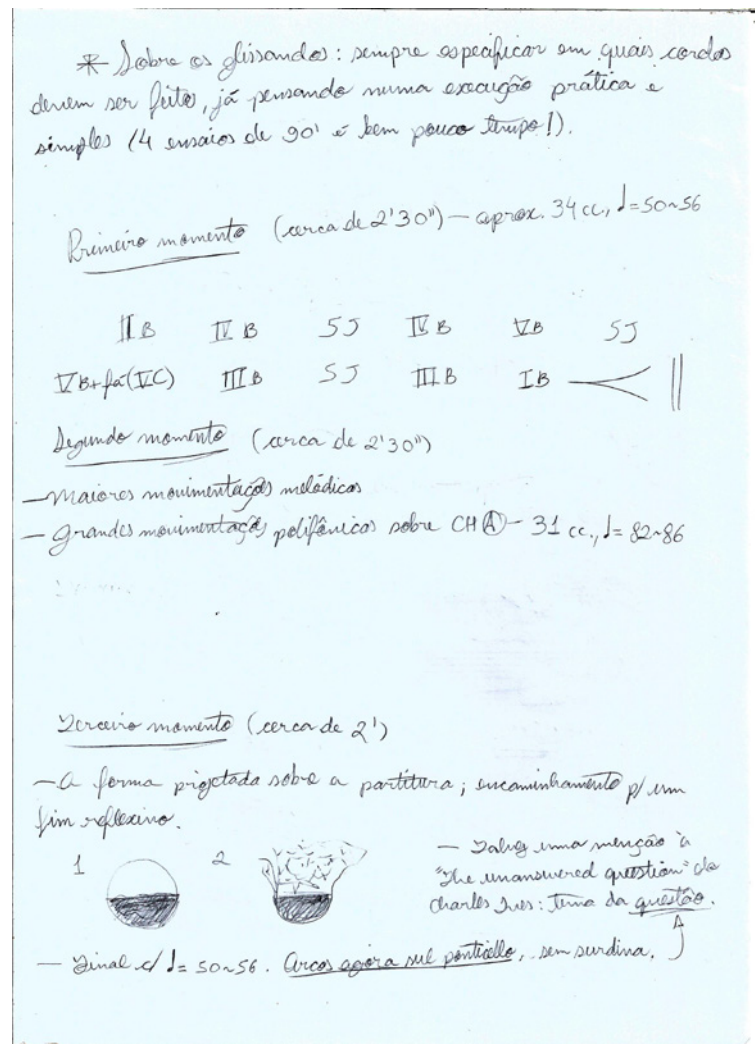 * Sobre os glissandos: sempre especificar em quais cordas
devem ser feitos, já pensando numa execução prática e
simples (4 ensaios de 90' é bem pouco tempo!).
Primeiro momento (cerca de 2'30") — aprox. 34 cc., ♩=50~56
II B IV B SJ IV B V B SJ
V B+fá(VC) III B SJ III B I B
Segundo momento (cerca de 2'30")
— Maiores movimentações melódicas
— Grandes movimentações polifônicas sobre CH A — 31 cc., ♩=82~86
Terceiro momento (cerca de 2')
— A forma projetada sobre a partitura; encaminhamento p/ um
fim reflexivo.
1 2
— Talvez uma menção à
"The unanswered question" de
Charles Ives: tema da questão.
— Final c/ ♩=50~56. Arcos agora sul ponticello, sem surdina.